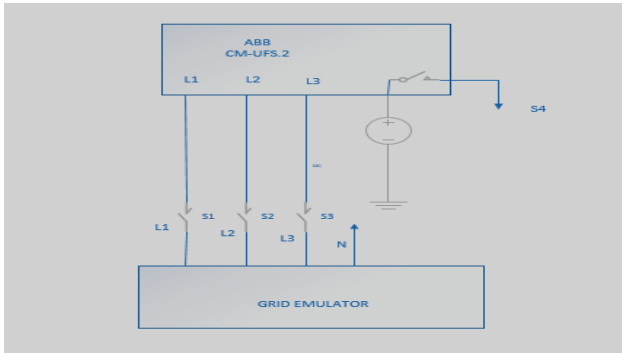 ABB
CM-UFS.2
L1 L2 L3
S4
S1 S2 S3
L1 L2 L3 N
GRID EMULATOR